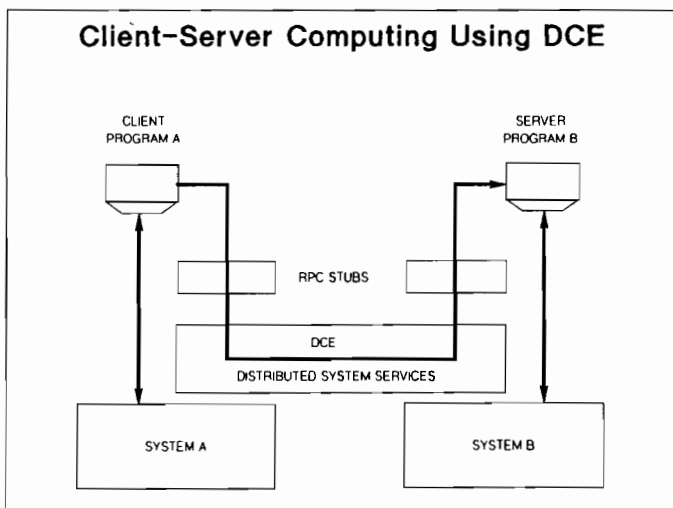 Client-Server Computing Using DCE
CLIENT
PROGRAM A
SERVER
PROGRAM B
RPC STUBS
DCE
DISTRIBUTED SYSTEM SERVICES
SYSTEM A
SYSTEM B